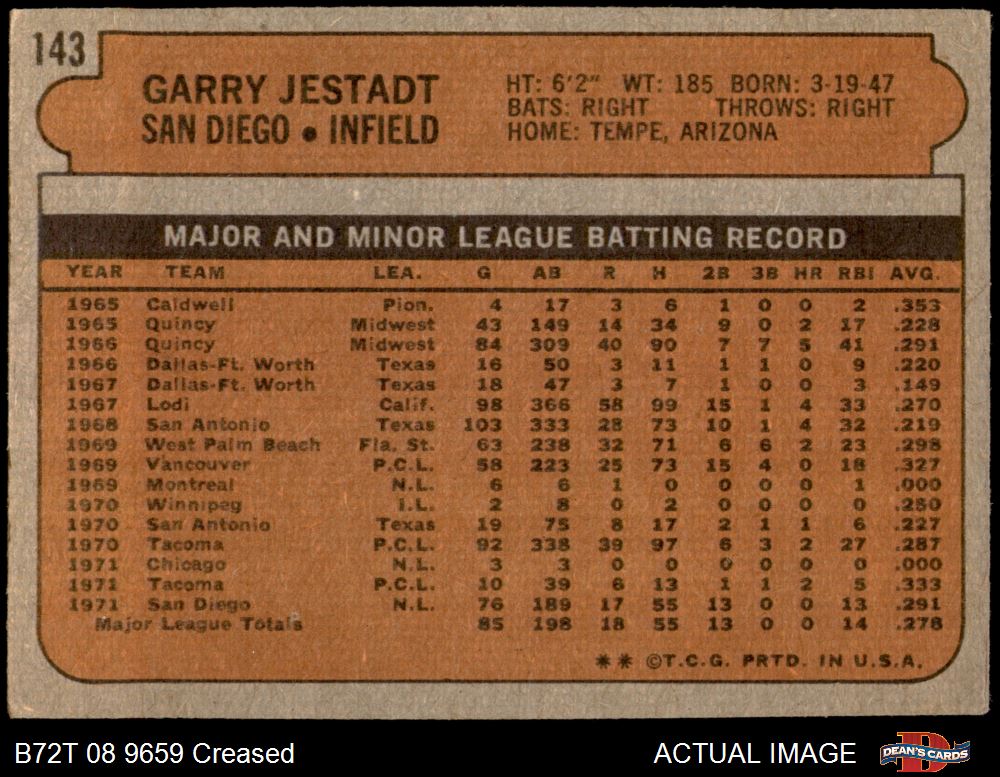 143
GARRY JESTADT
SAN DIEGO • INFIELD
HT: 6'2" WT: 185 BORN: 3-19-47
BATS: RIGHT THROWS: RIGHT
HOME: TEMPE, ARIZONA
MAJOR AND MINOR LEAGUE BATTING RECORD
YEAR TEAM LEA. G AB R H 2B 3B HR RBI AVG.
1965 Caldwell Pion. 4 17 3 6 1 0 0 2 .353
1965 Quincy Midwest 43 149 14 34 9 0 2 17 .228
1966 Quincy Midwest 84 309 40 90 7 7 5 41 .291
1966 Dallas-Ft. Worth Texas 16 50 3 11 1 1 0 9 .220
1967 Dallas-Ft. Worth Texas 18 47 3 7 1 0 0 3 .149
1967 Lodi Calif. 98 366 58 99 15 1 4 33 .270
1968 San Antonio Texas 103 333 28 73 10 1 4 32 .219
1969 West Palm Beach Fla. St. 63 238 32 71 6 6 2 23 .298
1969 Vancouver P.C.L. 58 223 25 73 15 4 0 18 .327
1969 Montreal N.L. 6 6 1 0 0 0 0 1 .000
1970 Winnipeg I.L. 2 8 0 2 0 0 0 0 .250
1970 San Antonio Texas 19 75 8 17 2 1 1 6 .227
1970 Tacoma P.C.L. 92 338 39 97 6 3 2 27 .287
1971 Chicago N.L. 3 3 0 0 0 0 0 0 .000
1971 Tacoma P.C.L. 10 39 6 13 1 1 2 5 .333
1971 San Diego N.L. 76 189 17 55 13 0 0 13 .291
Major League Totals 85 198 18 55 13 0 0 14 .278
** ©T.C.G. PRTD. IN U.S.A.
B72T 08 9659 Creased ACTUAL IMAGE DEAN'S CARDS